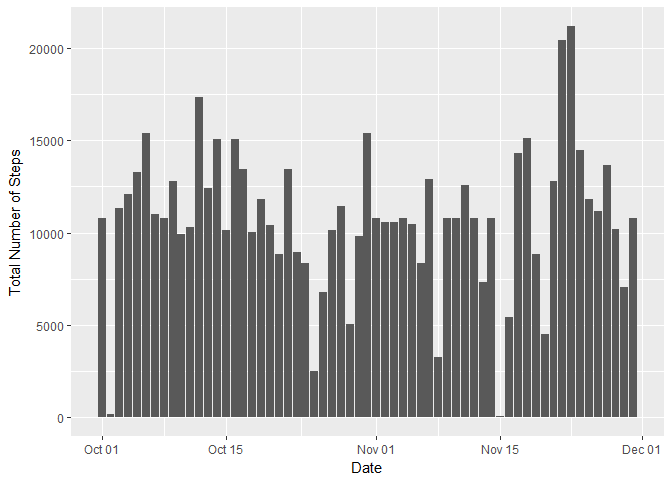 20000
15000
10000
5000
0
Total Number of Steps
Oct 01
Oct 15
Nov 01
Nov 15
Dec 01
Date